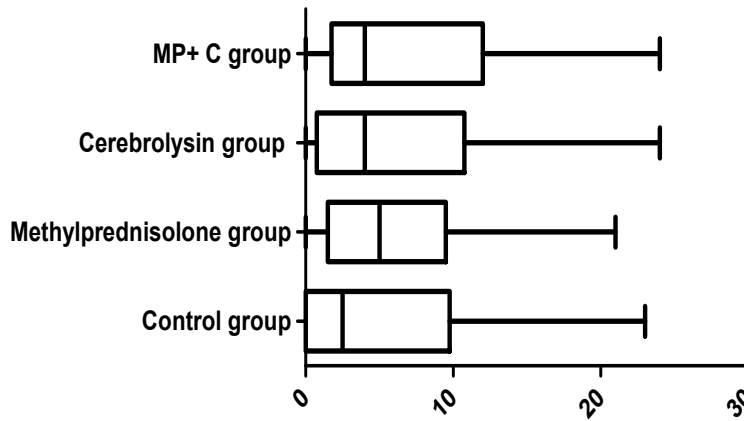 MP+ C group
Cerebrolysin group
Methylprednisolone group
Control group
0
10
20
30